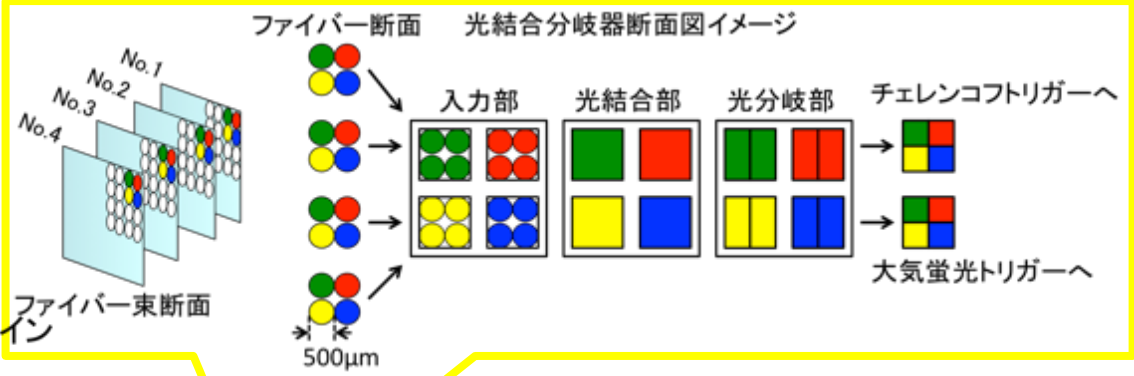 ファイバー断面
光結合分岐器断面図イメージ
No.1
No.2
No.3
No.4
入力部
光結合部
光分岐部
チェレンコフトリガーへ
大気蛍光トリガーへ
ファイバー束断面
イン
500μm